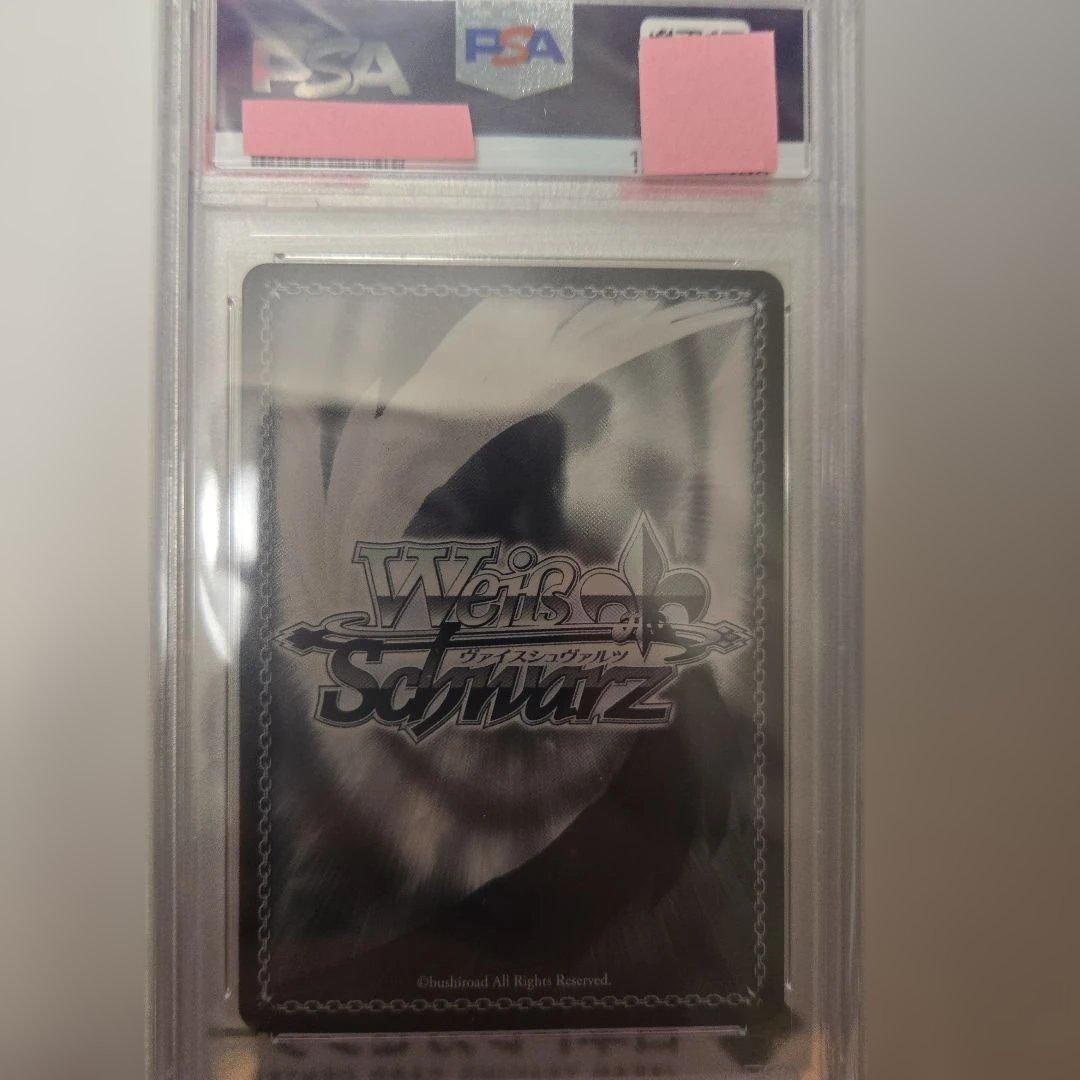 PSA
PSA
Weiß
ヴァイスシュヴァルツ
Schwarz
©bushiroad All Rights Reserved.